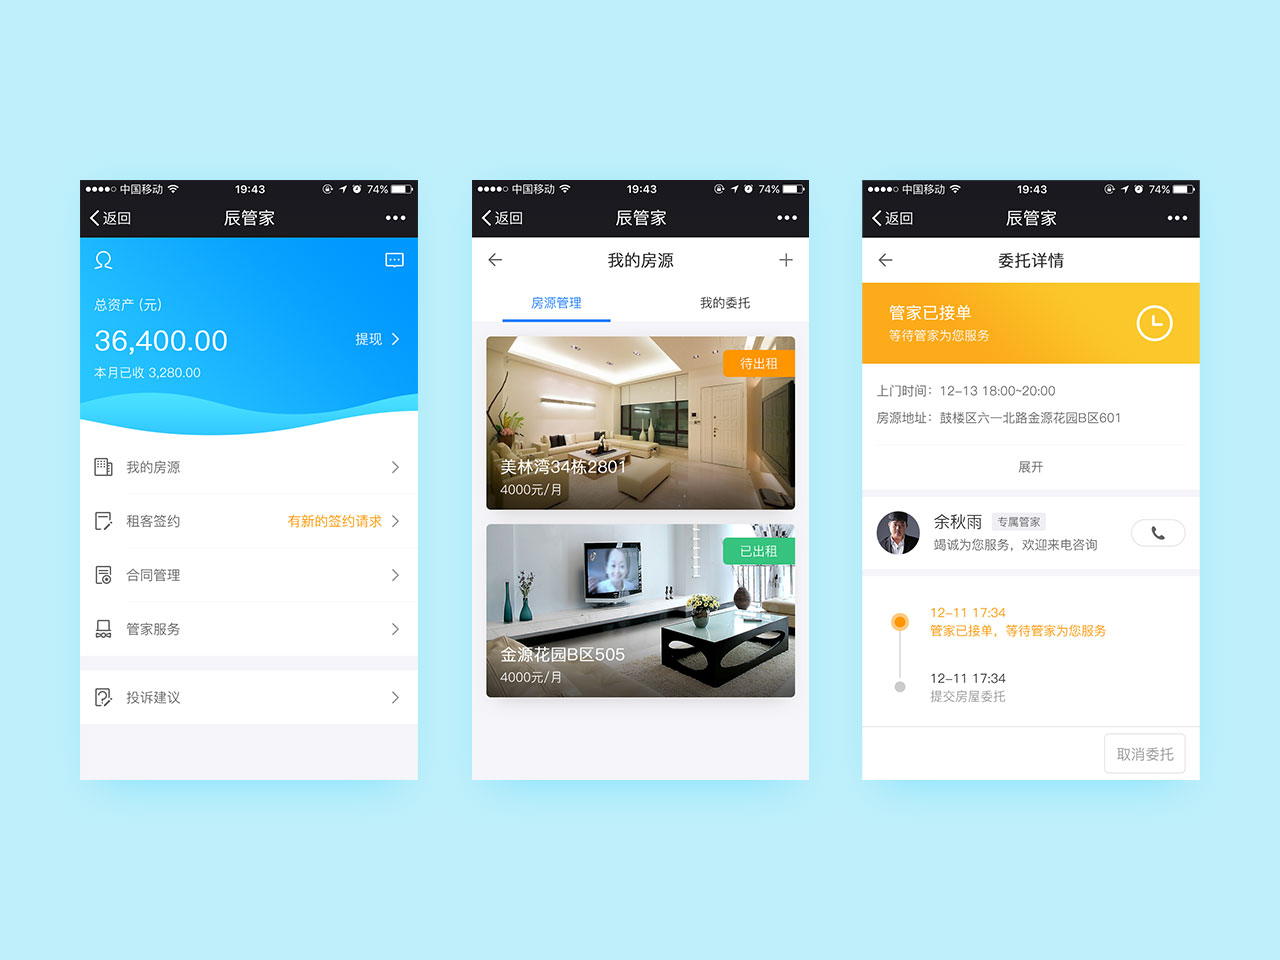 中国移动 19:43 74%
返回 辰管家
总资产 (元)
36,400.00 提现
本月已收 3,280.00
我的房源
租客签约 有新的签约请求
合同管理
管家服务
投诉建议
中国移动 19:43 74%
返回 辰管家
我的房源
房源管理 我的委托
待出租
美林湾34栋2801
4000元/月
已出租
金源花园B区505
4000元/月
中国移动 19:43 74%
返回 辰管家
委托详情
管家已接单
等待管家为您服务
上门时间：12-13 18:00~20:00
房源地址：鼓楼区六一北路金源花园B区601
展开
余秋雨 专属管家
竭诚为您服务，欢迎来电咨询
12-11 17:34
管家已接单，等待管家为您服务
12-11 17:34
提交房屋委托
取消委托